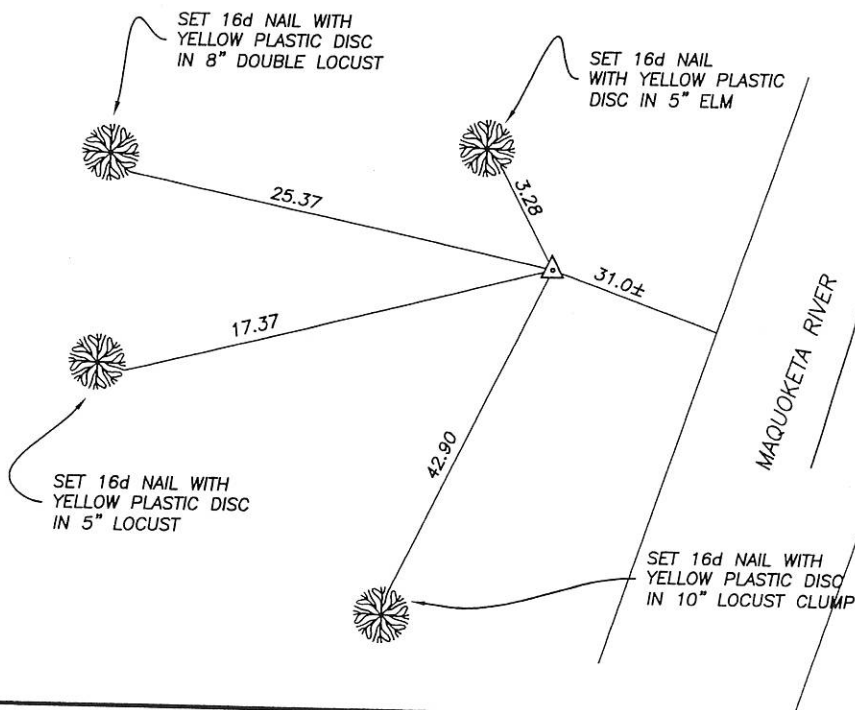 SET 16d NAIL WITH
YELLOW PLASTIC DISC
IN 8" DOUBLE LOCUST
SET 16d NAIL
WITH YELLOW PLASTIC
DISC IN 5" ELM
25.37
3.28
31.0±
17.37
42.90
MAQUOKETA RIVER
SET 16d NAIL WITH
YELLOW PLASTIC DISC
IN 5" LOCUST
SET 16d NAIL WITH
YELLOW PLASTIC DISC
IN 10" LOCUST CLUMP